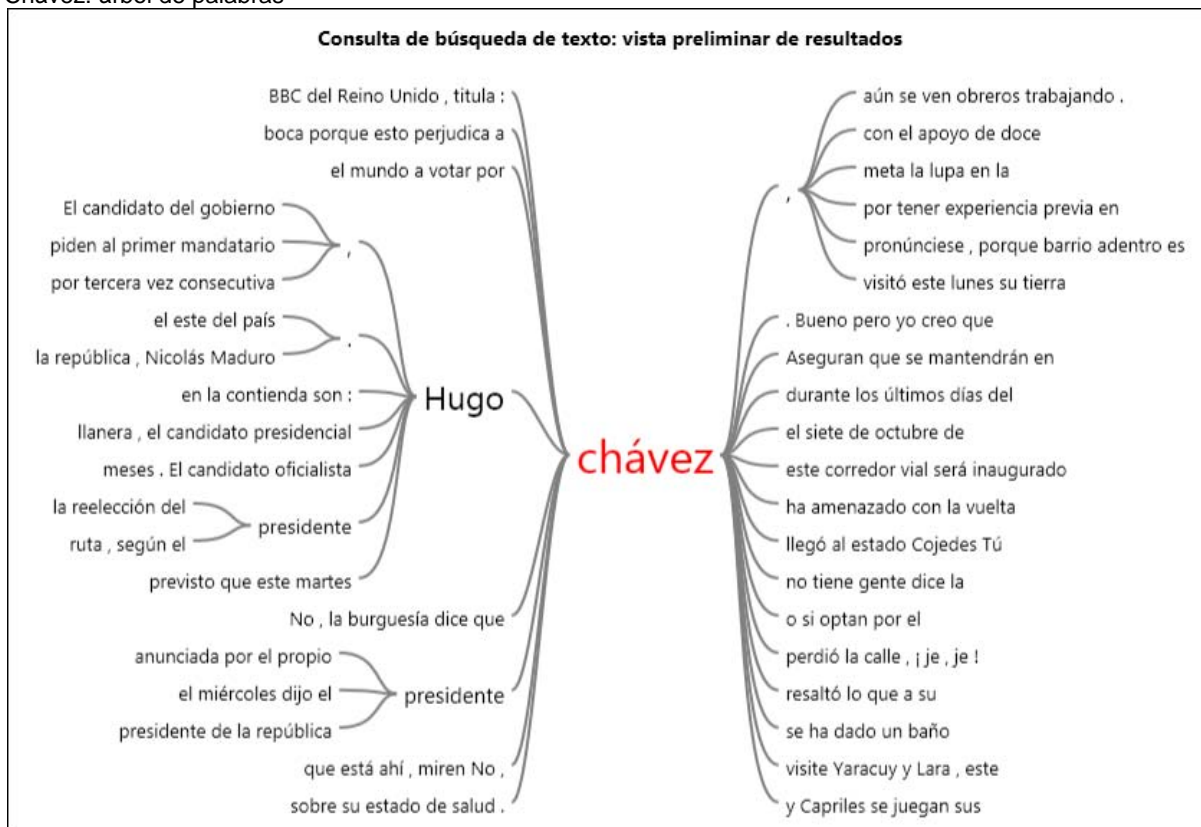 Chávez: árbol de palabras
Consulta de búsqueda de texto: vista preliminar de resultados
BBC del Reino Unido , titula :
boca porque esto perjudica a
el mundo a votar por
El candidato del gobierno
piden al primer mandatario
por tercera vez consecutiva
,
el este del país
la república , Nicolás Maduro
.
en la contienda son :
llanera , el candidato presidencial
meses . El candidato oficialista
la reelección del
ruta , según el
presidente
previsto que este martes
Hugo
No , la burguesía dice que
anunciada por el propio
el miércoles dijo el
presidente de la república
presidente
que está ahí , miren No ,
sobre su estado de salud .
chávez
,
aún se ven obreros trabajando .
con el apoyo de doce
meta la lupa en la
por tener experiencia previa en
pronúnciese , porque barrio adentro es
visitó este lunes su tierra
. Bueno pero yo creo que
Aseguran que se mantendrán en
durante los últimos días del
el siete de octubre de
este corredor vial será inaugurado
ha amenazado con la vuelta
llegó al estado Cojedes Tú
no tiene gente dice la
o si optan por el
perdió la calle , ¡ je , je !
resaltó lo que a su
se ha dado un baño
visite Yaracuy y Lara , este
y Capriles se juegan sus